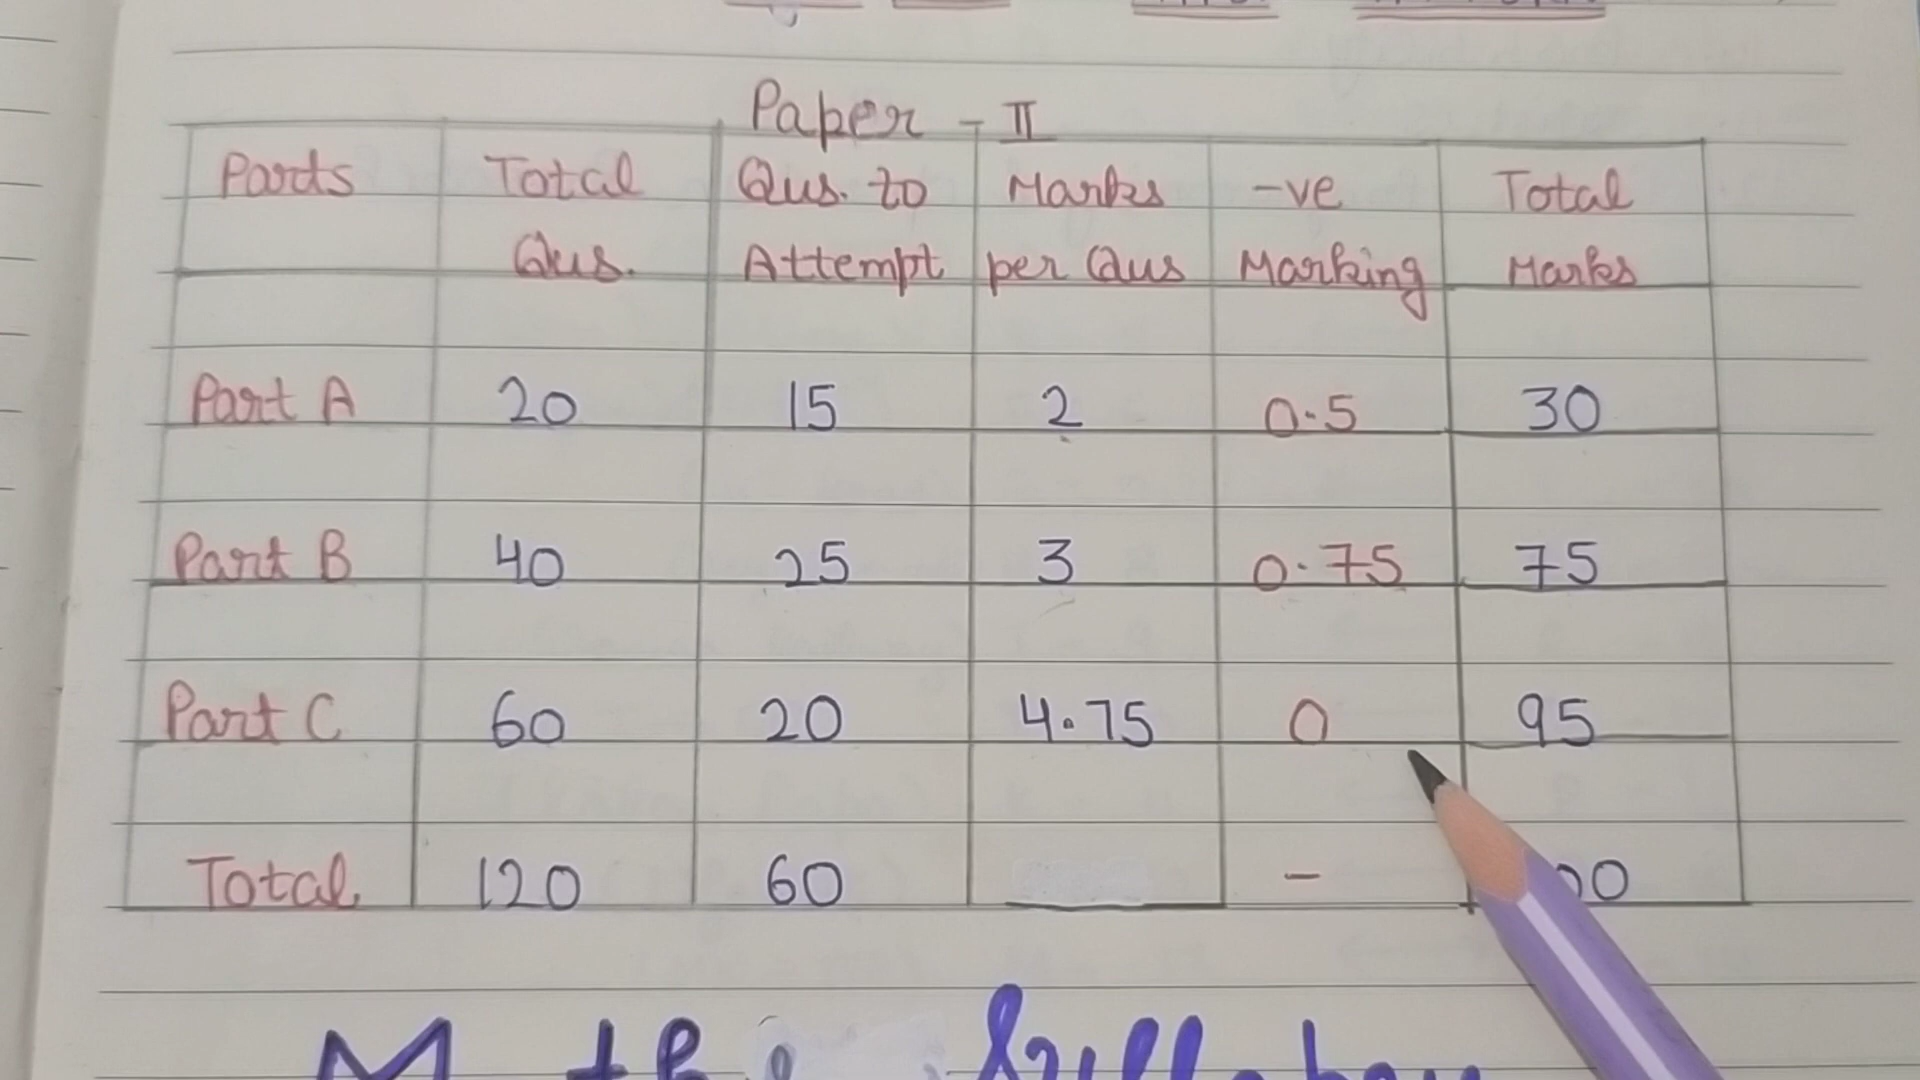 Paper - II
Parts Total Qus. to Marks -ve Total
Qus. Attempt per Qus Marking Marks
Part A 20 15 2 0.5 30
Part B 40 25 3 0.75 75
Part C 60 20 4.75 0 95
Total 120 60 - 00